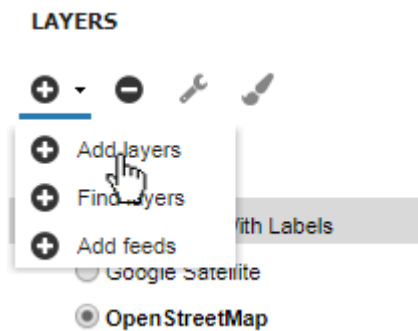 LAYERS
Add layers
Find layers
With Labels
Add feeds
Google Satellite
OpenStreetMap